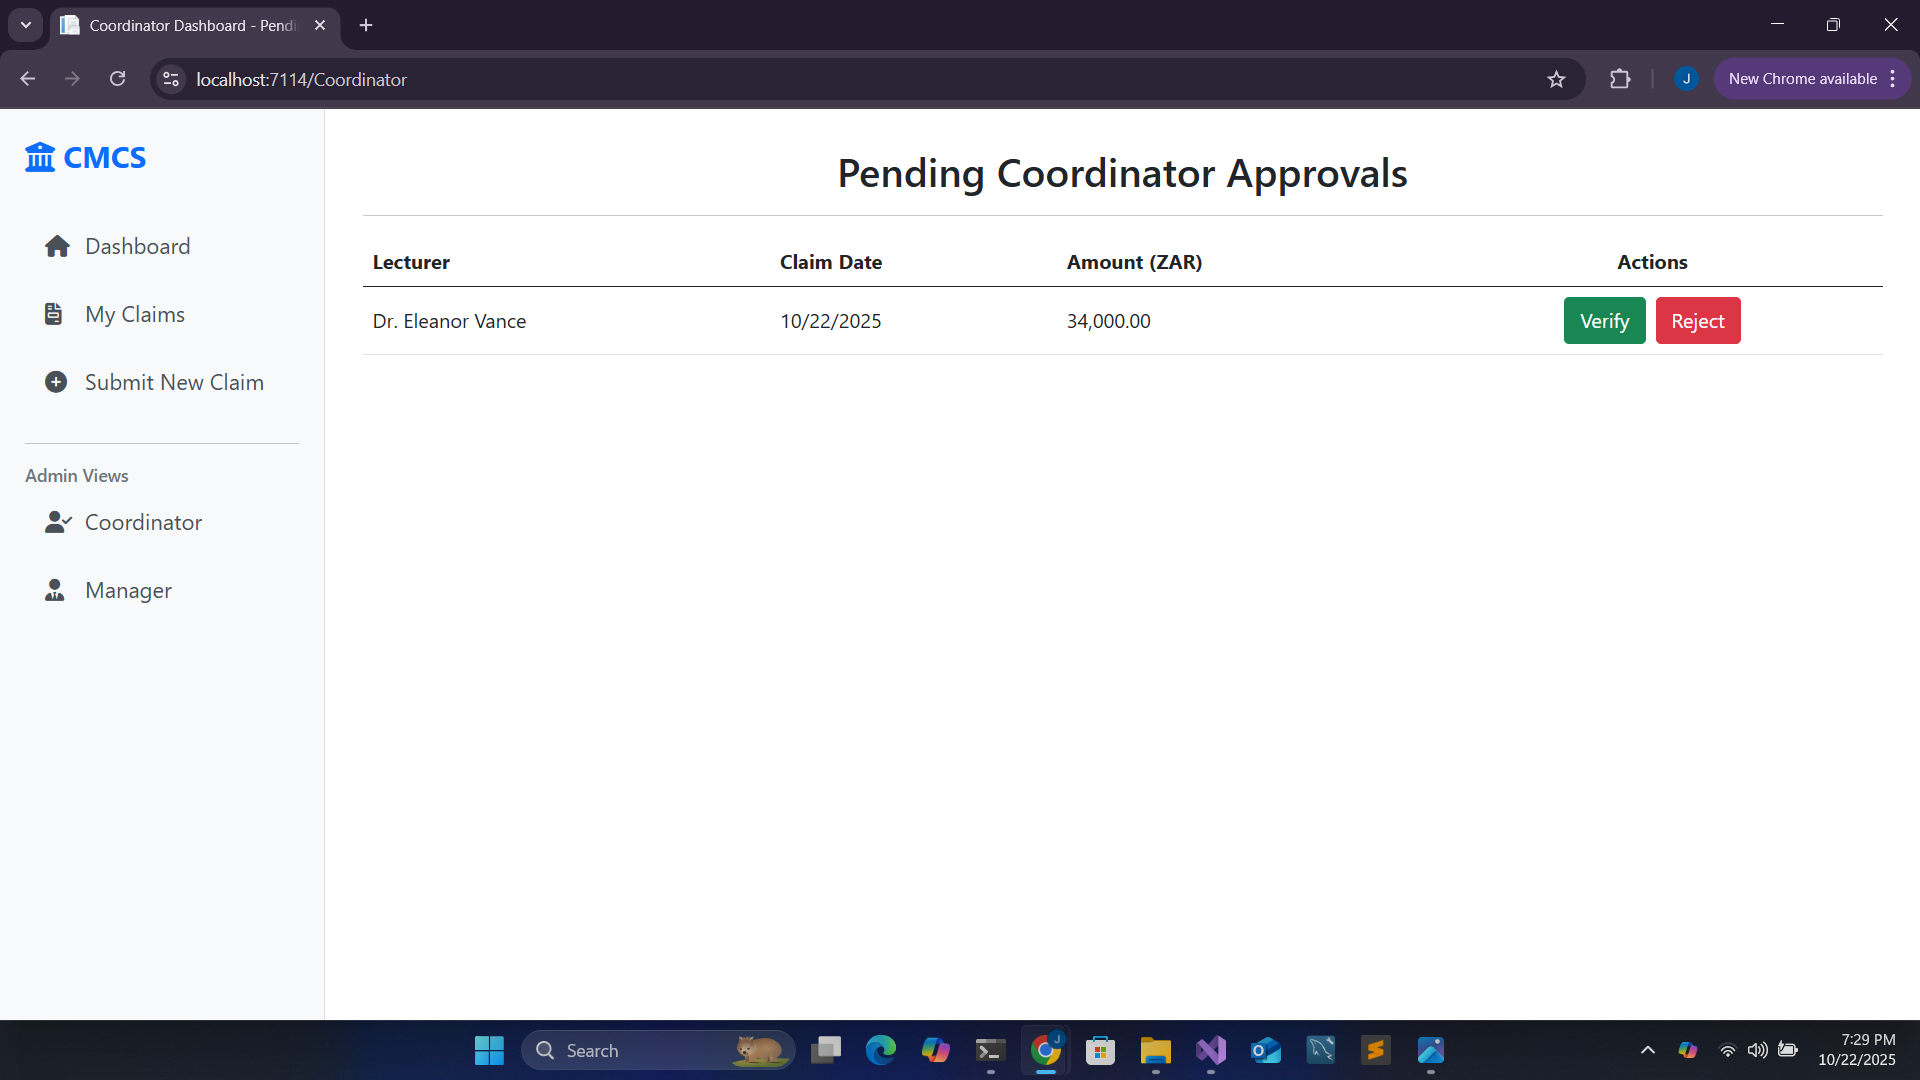 Coordinator Dashboard - Pendi
localhost:7114/Coordinator
J
New Chrome available
CMCS
Dashboard
My Claims
Submit New Claim
Admin Views
Coordinator
Manager
Pending Coordinator Approvals
Lecturer Claim Date Amount (ZAR) Actions
Dr. Eleanor Vance 10/22/2025 34,000.00 Verify Reject
Search
J
7:29 PM
10/22/2025